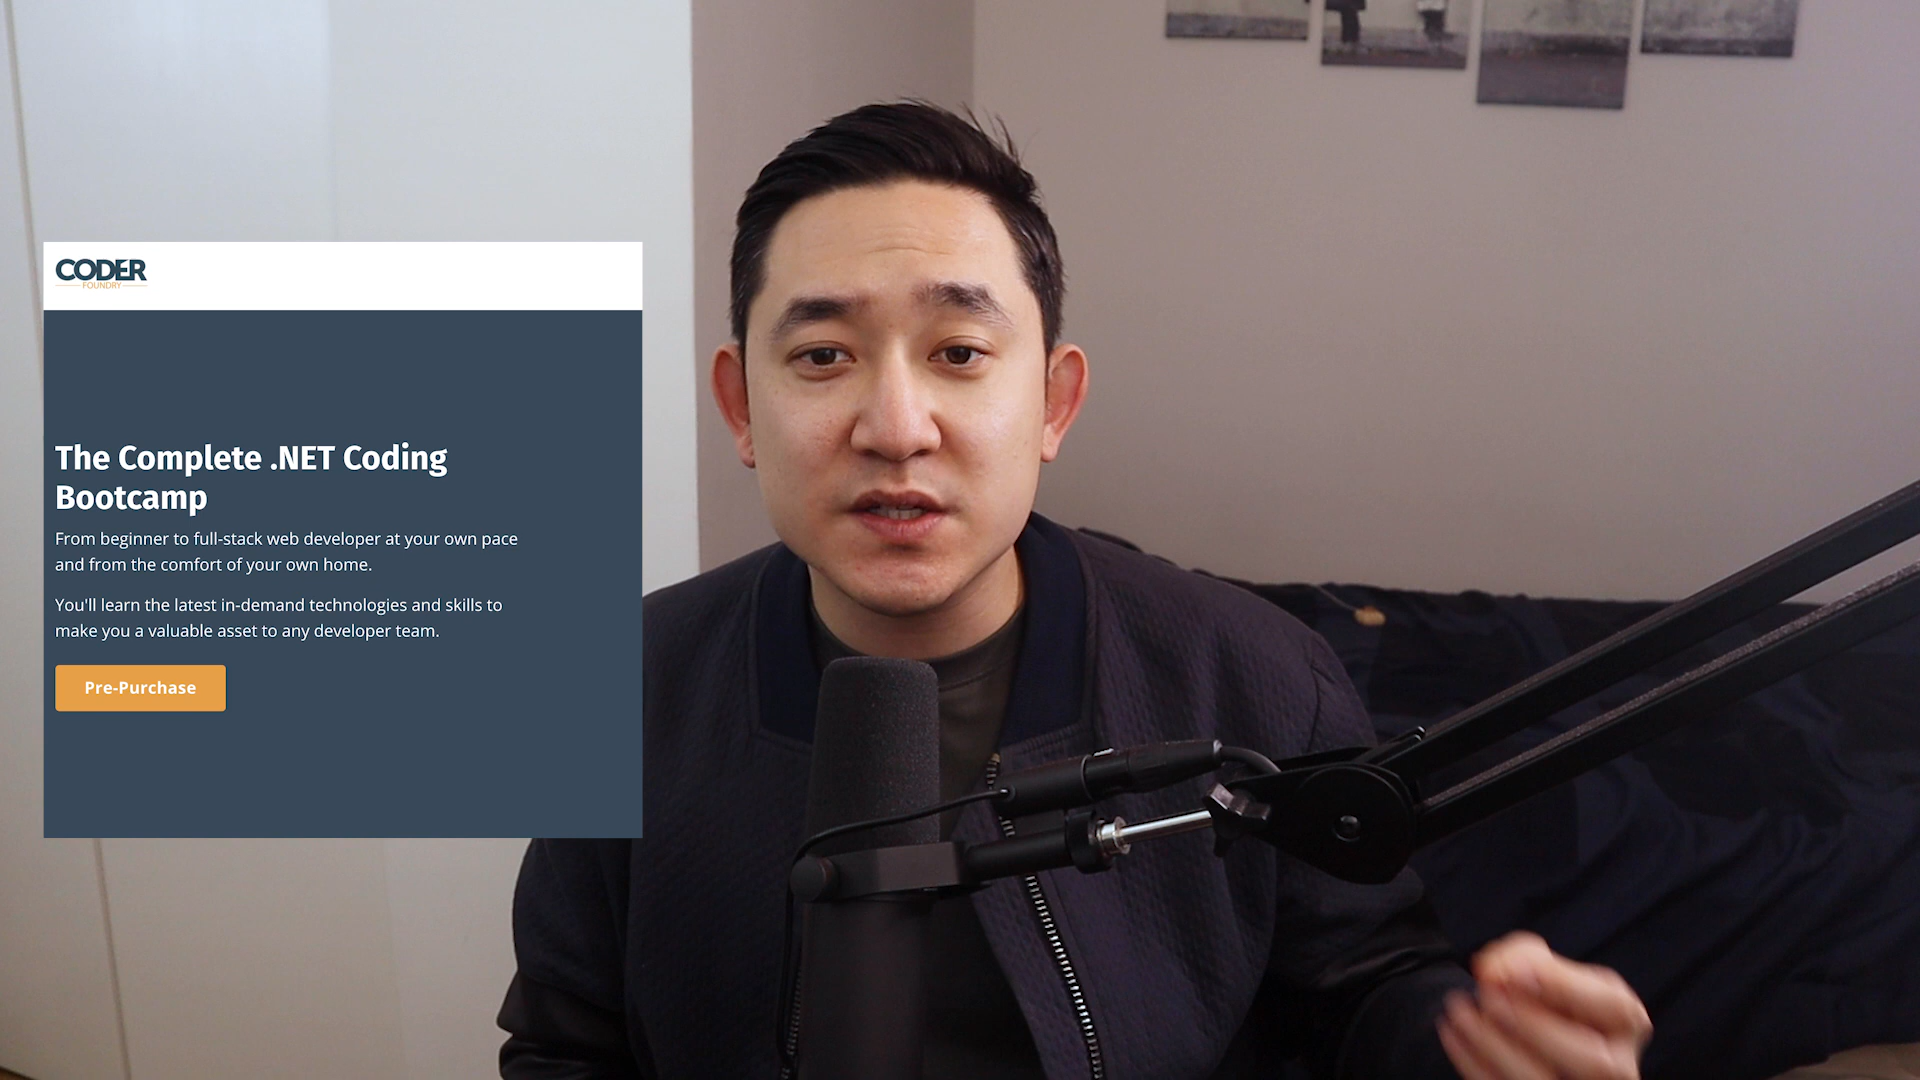 CODER
FOUNDRY
The Complete .NET Coding
Bootcamp
From beginner to full-stack web developer at your own pace
and from the comfort of your own home.
You'll learn the latest in-demand technologies and skills to
make you a valuable asset to any developer team.
Pre-Purchase